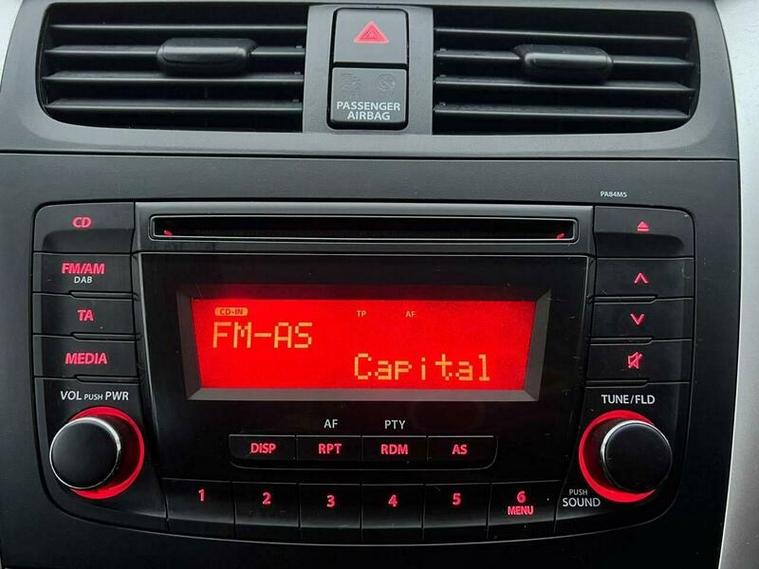 PASSENGER
AIRBAG
PA84M5
CD
FM/AM
DAB
TA
MEDIA
CD-IN TP AF
FM-AS
Capital
VOL PUSH PWR
TUNE/FLD
AF PTY
DISP RPT RDM AS
1 2 3 4 5 6
MENU
PUSH
SOUND